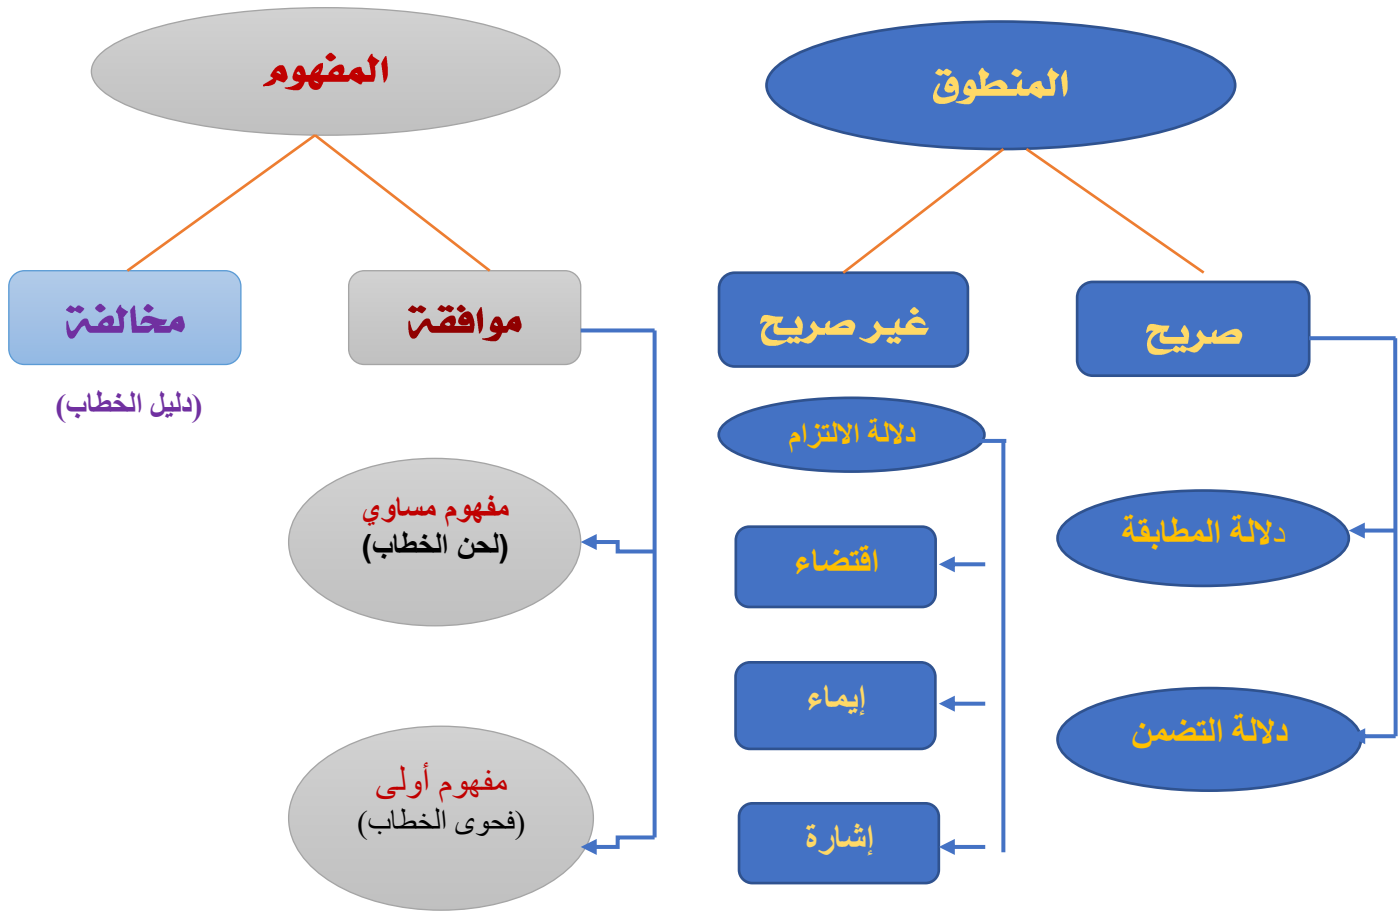 المنطوق
المفهوم
صريح
غير صريح
موافقة
مخالفة
دلالة الالتزام
(دليل الخطاب)
دلالة المطابقة
اقتضاء
مفهوم مساوي
(لحن الخطاب)
دلالة التضمن
إيماء
مفهوم أولى
(فحوى الخطاب)
إشارة